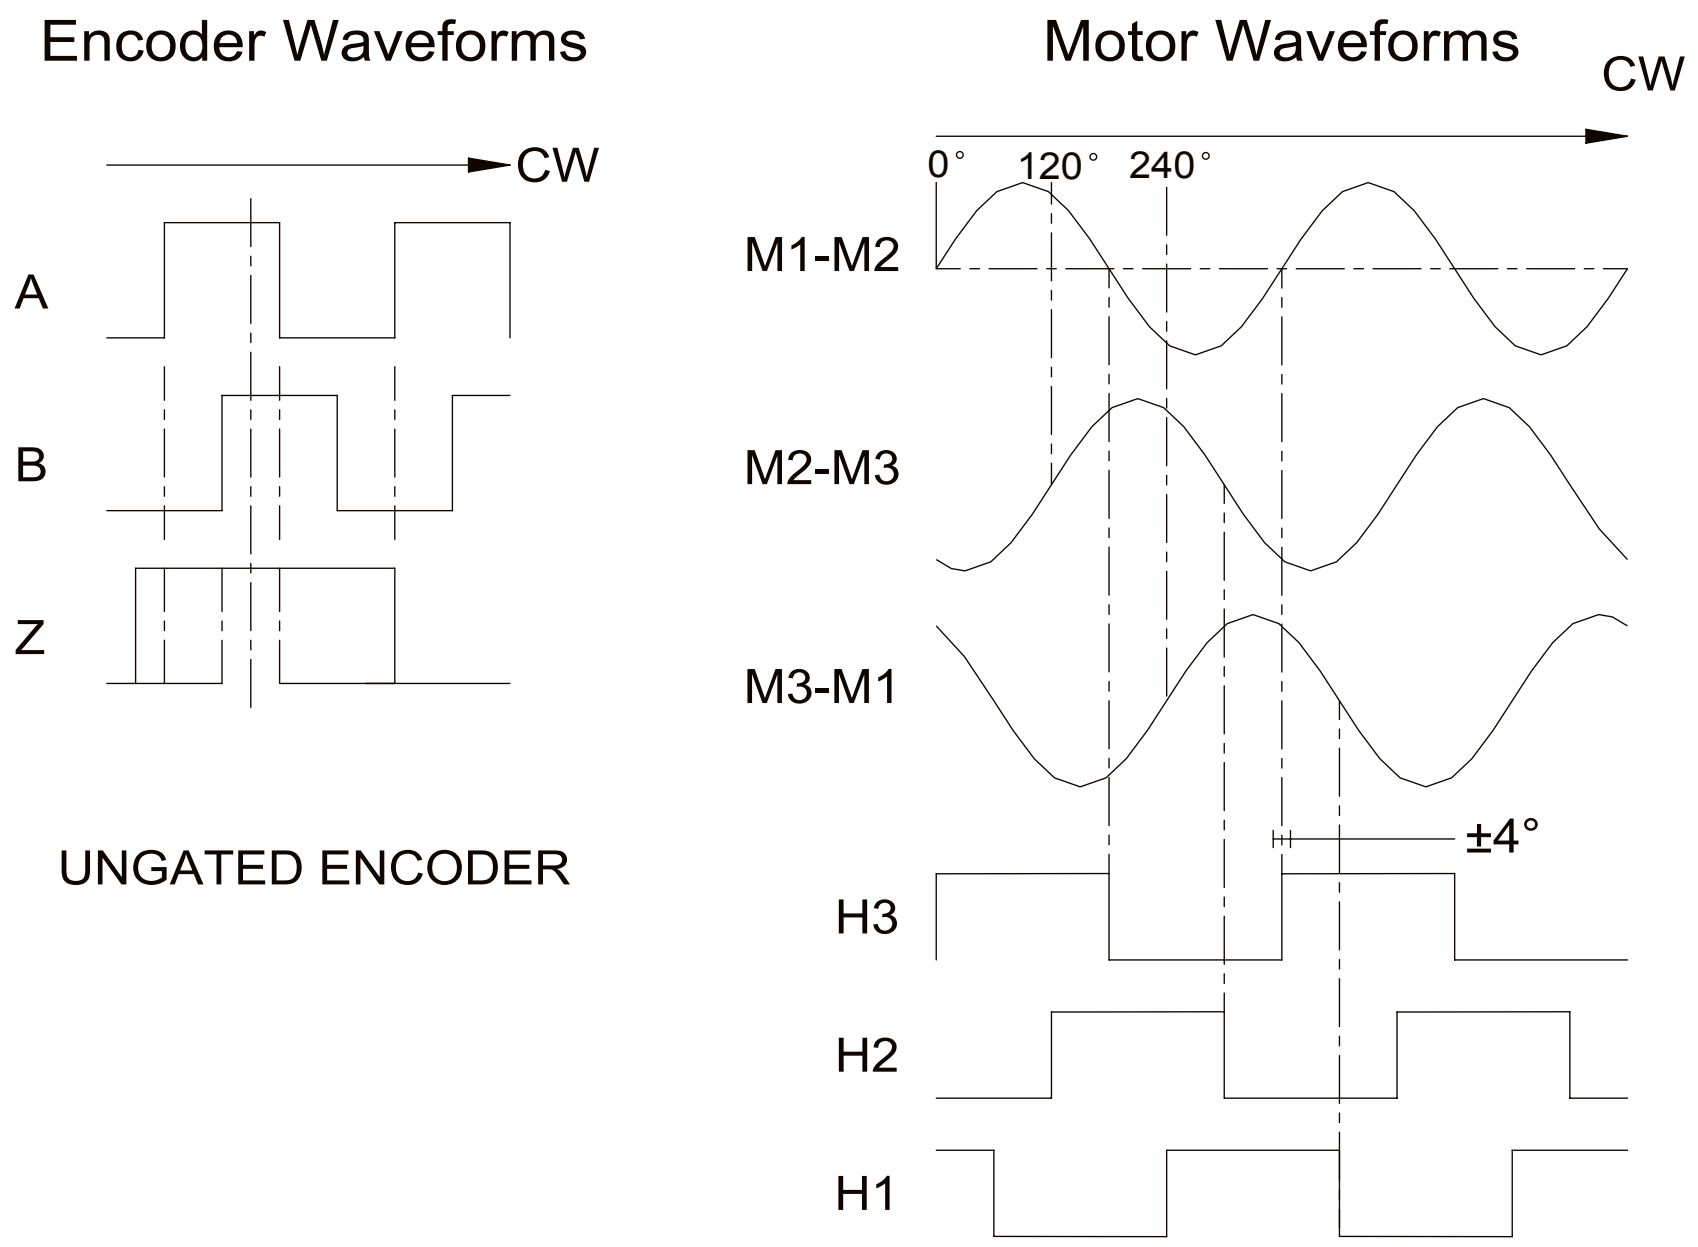 Encoder Waveforms
CW
A
B
Z
UNGATED ENCODER
Motor Waveforms
CW
0° 120° 240°
M1-M2
M2-M3
M3-M1
±4°
H3
H2
H1